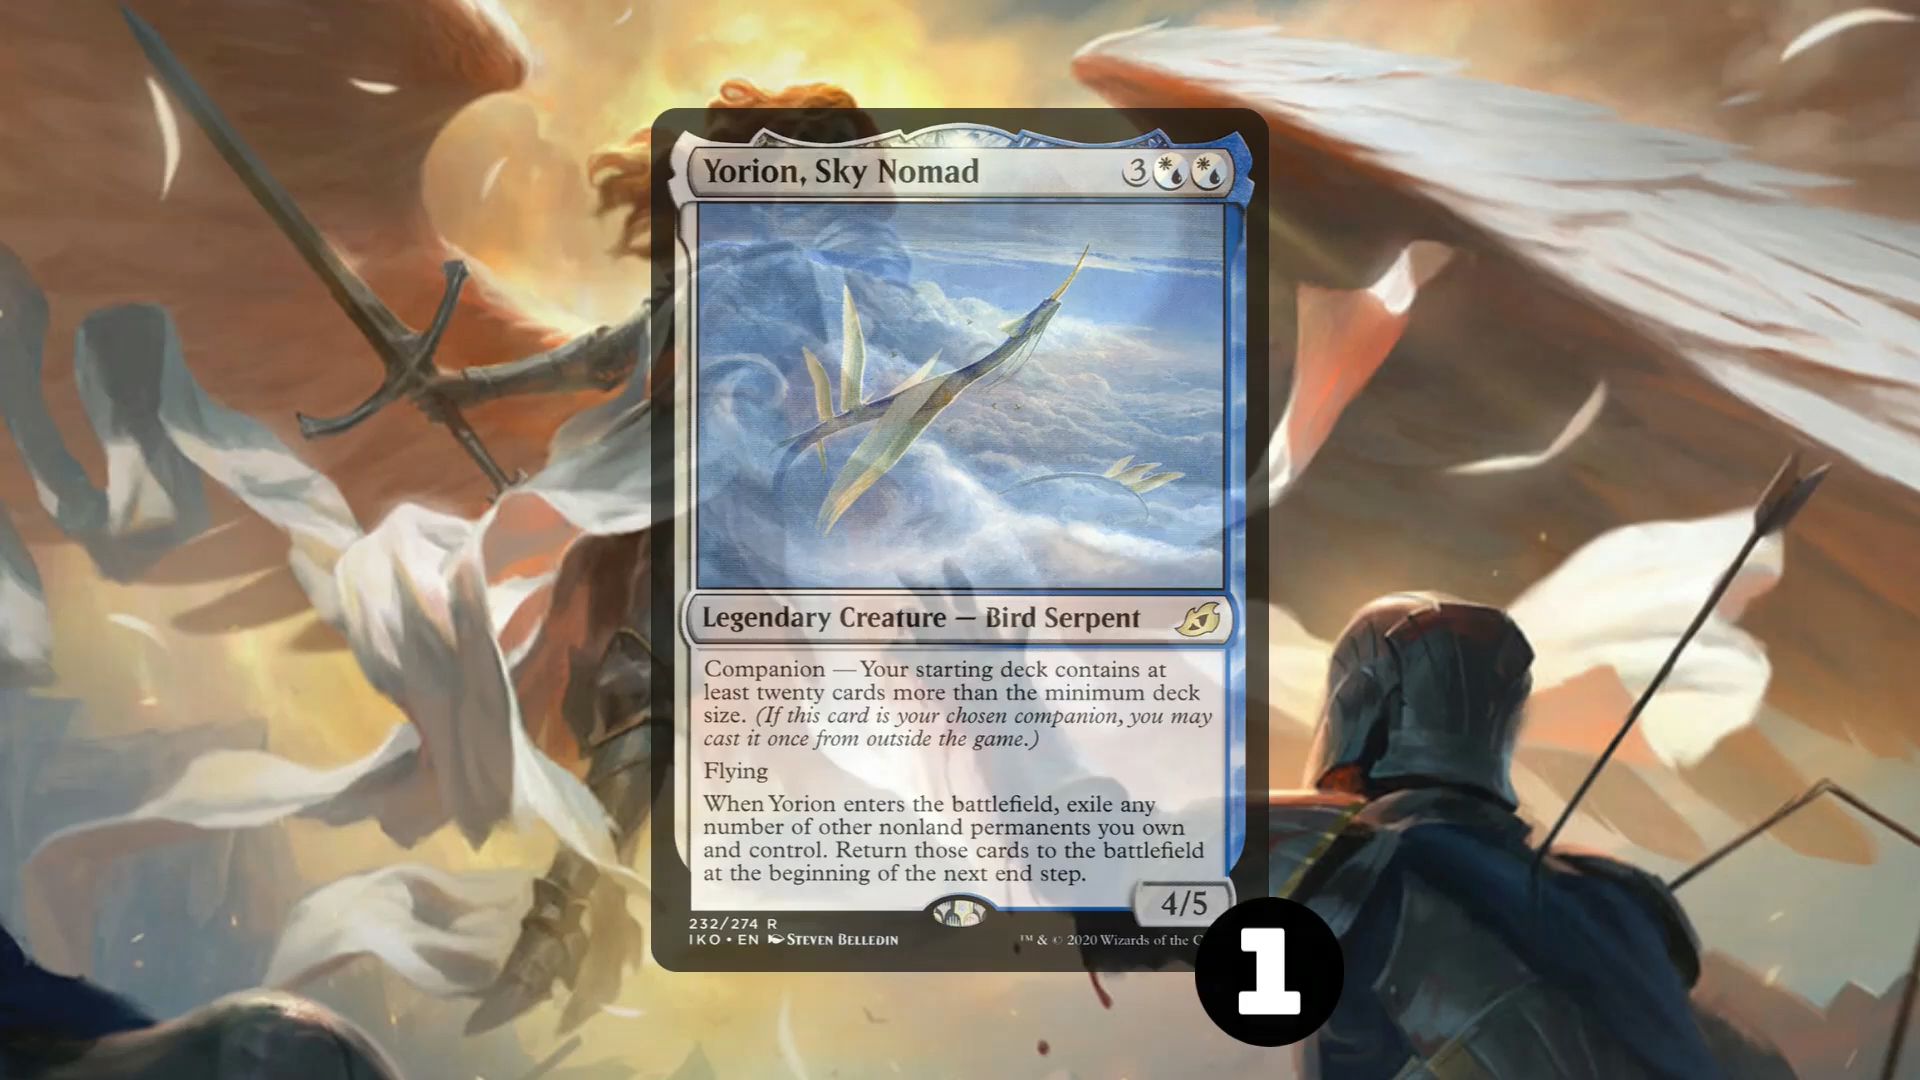 Yorion, Sky Nomad 3
Legendary Creature — Bird Serpent
Companion — Your starting deck contains at
least twenty cards more than the minimum deck
size. (If this card is your chosen companion, you may
cast it once from outside the game.)
Flying
When Yorion enters the battlefield, exile any
number of other nonland permanents you own
and control. Return those cards to the battlefield
at the beginning of the next end step.
4/5
232/274 R
IKO • EN STEVEN BELLEDIN
™ & © 2020 Wizards of the C
1